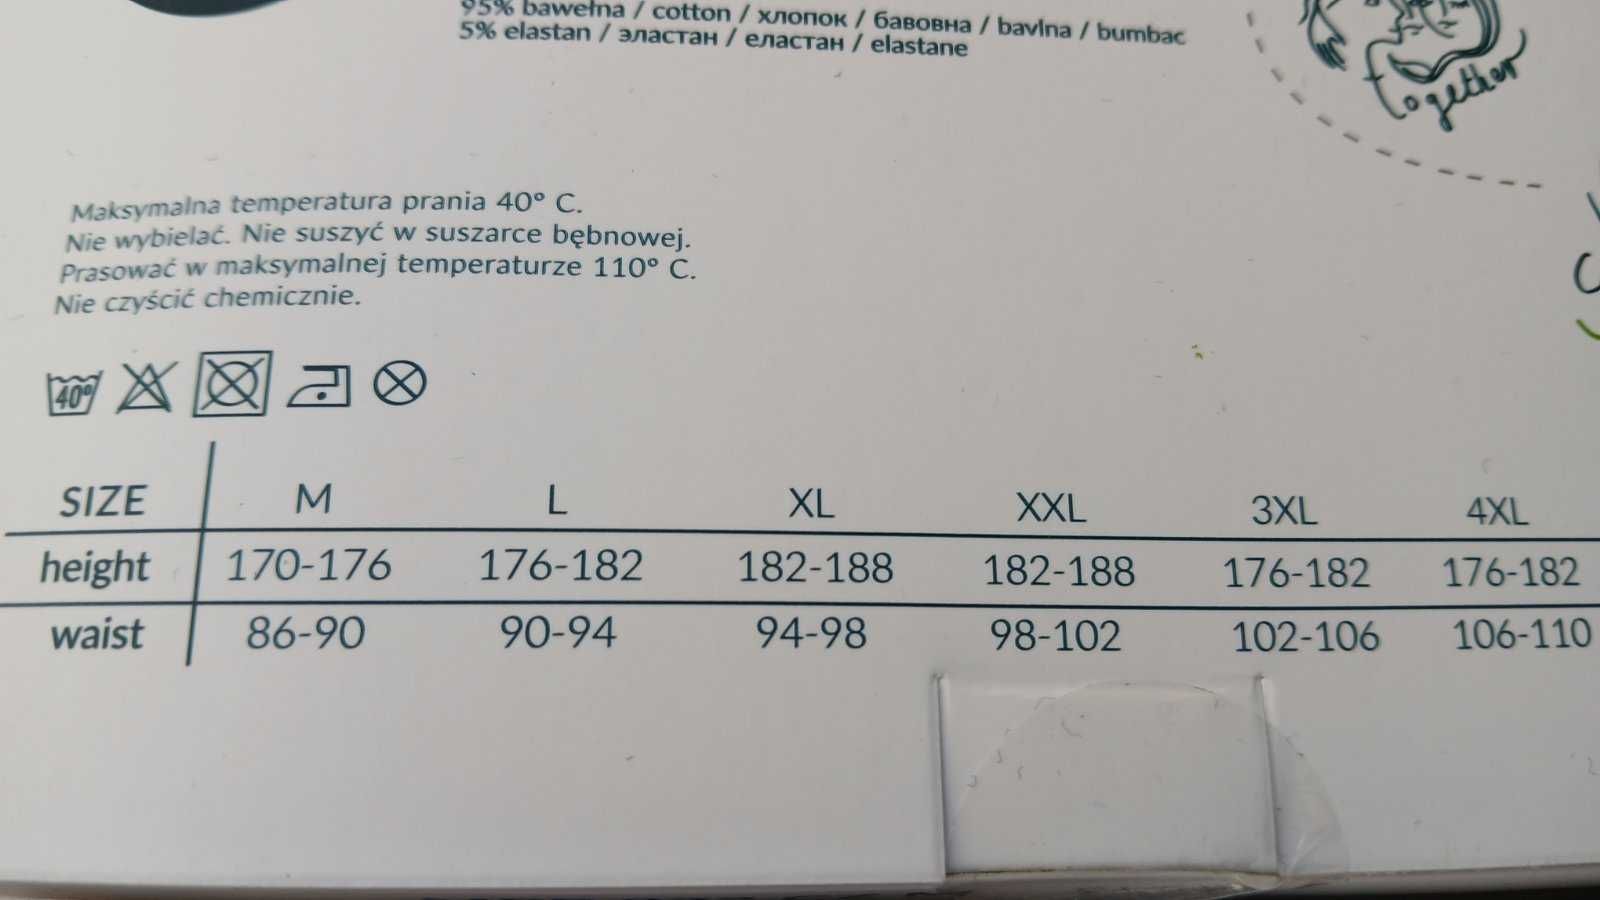 95% bawełna / cotton / хлопок / бавовна / bavlna / bumbac
5% elastan / эластан / еластан / elastane
together
Maksymalna temperatura prania 40° C.
Nie wybielać. Nie suszyć w suszarce bębnowej.
Prasować w maksymalnej temperaturze 110° C.
Nie czyścić chemicznie.
40°
SIZE M L XL XXL 3XL 4XL
height 170-176 176-182 182-188 182-188 176-182 176-182
waist 86-90 90-94 94-98 98-102 102-106 106-110